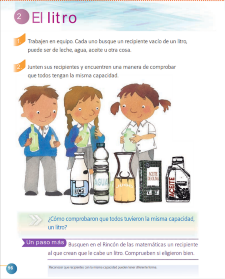 2 El litro
1 Trabajen en equipo. Cada uno busque un recipiente vacío de un litro,
puede ser de leche, agua, aceite u otra cosa.
2 Junten sus recipientes y encuentren una manera de comprobar
que todos tengan la misma capacidad.
ACEITE
¿Cómo comprobaron que todos tuvieron la misma capacidad,
un litro?
Un paso más Busquen en el Rincón de las matemáticas un recipiente
al que crean que le cabe un litro. Comprueben si eligieron bien.